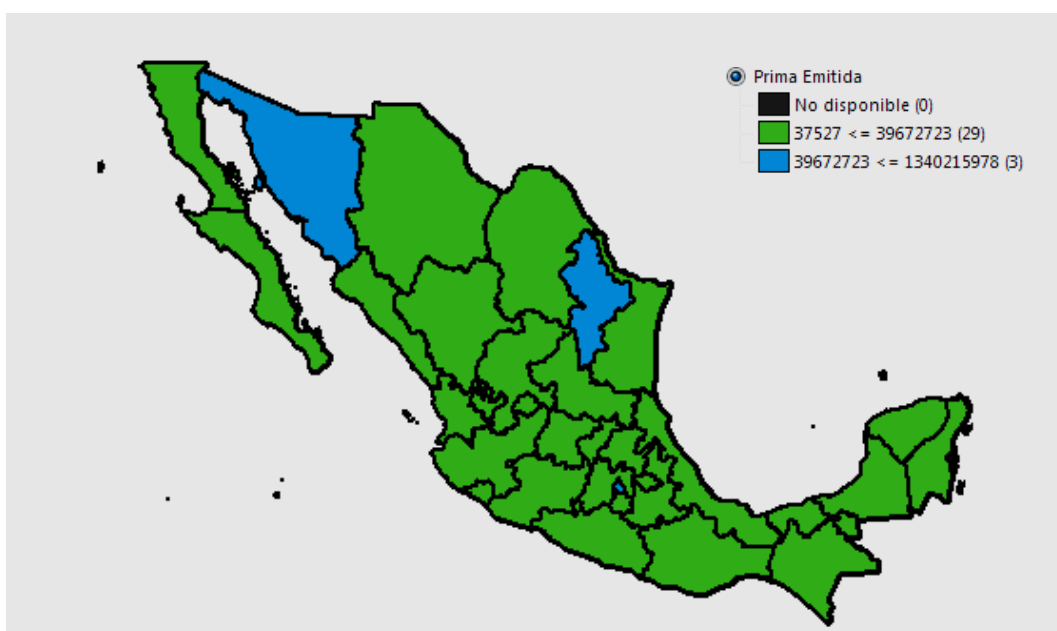 Prima Emitida
No disponible (0)
37527 <= 39672723 (29)
39672723 <= 1340215978 (3)